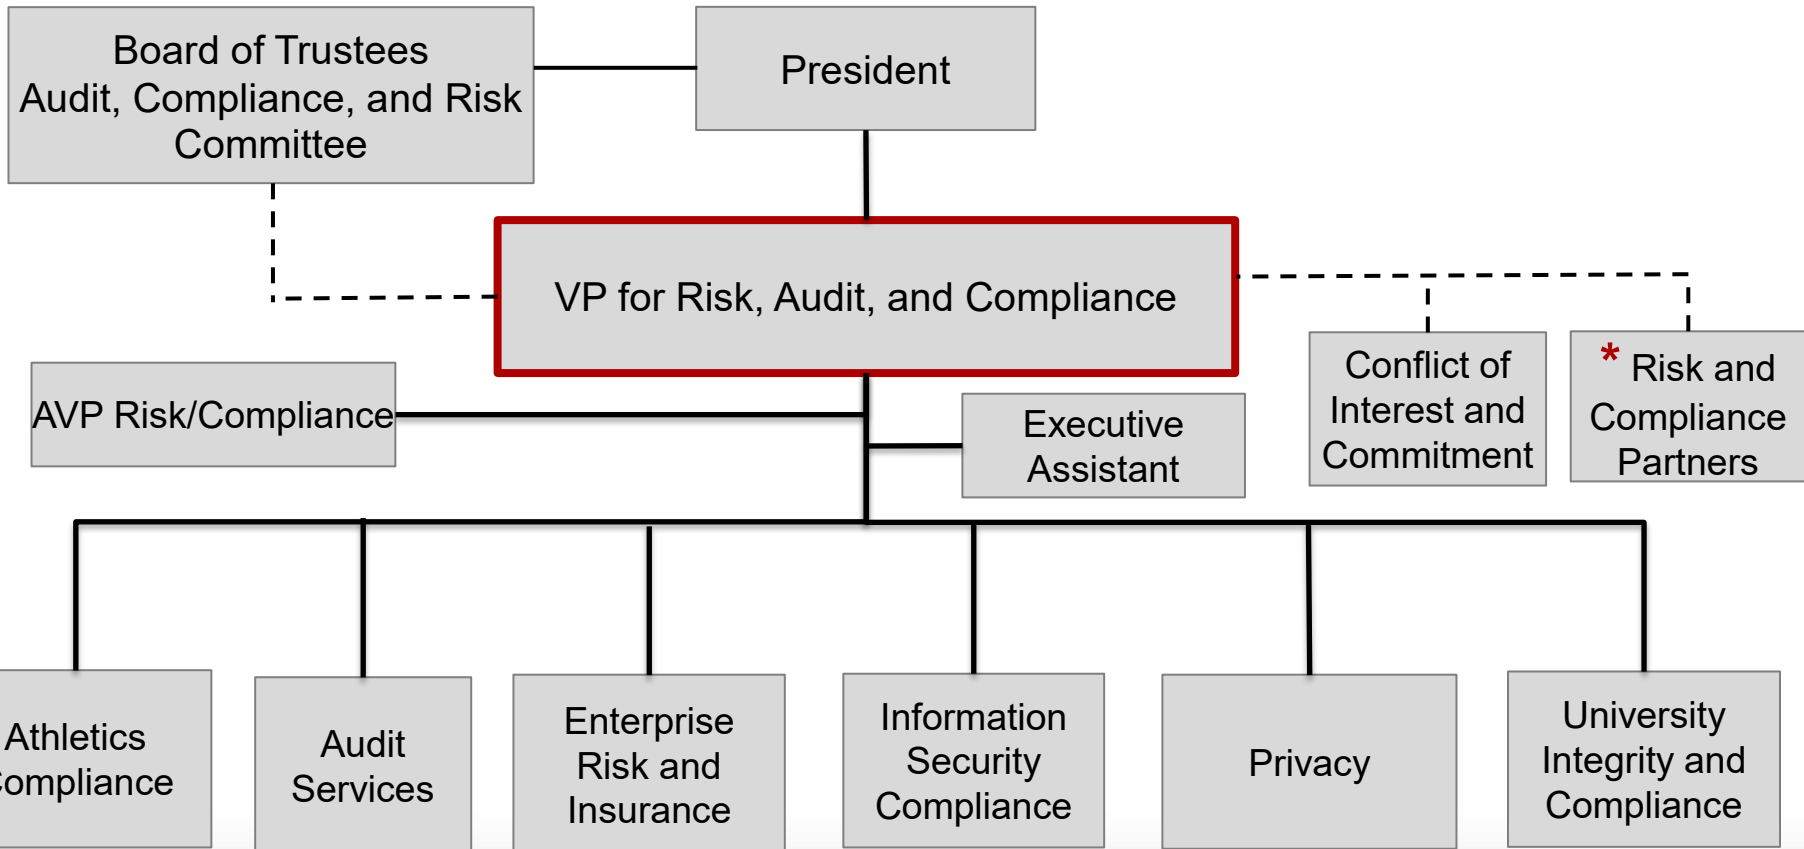 Board of Trustees
Audit, Compliance, and Risk
Committee
President
VP for Risk, Audit, and Compliance
AVP Risk/Compliance
Executive
Assistant
Conflict of
Interest and
Commitment
* Risk and
Compliance
Partners
Athletics
Compliance
Audit
Services
Enterprise
Risk and
Insurance
Information
Security
Compliance
Privacy
University
Integrity and
Compliance